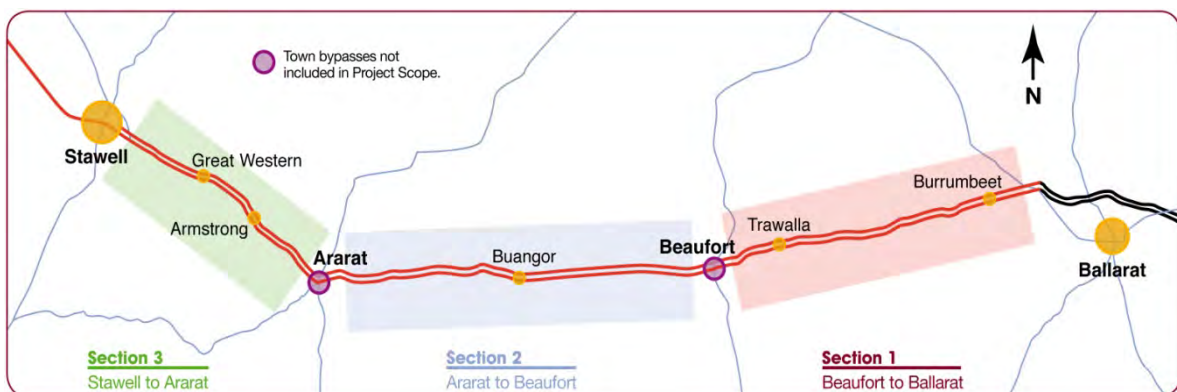 Town bypasses not
included in Project Scope.
N
Stawell
Great Western
Armstrong
Ararat
Buangor
Beaufort
Trawalla
Burrumbeet
Ballarat
Section 3
Stawell to Ararat
Section 2
Ararat to Beaufort
Section 1
Beaufort to Ballarat